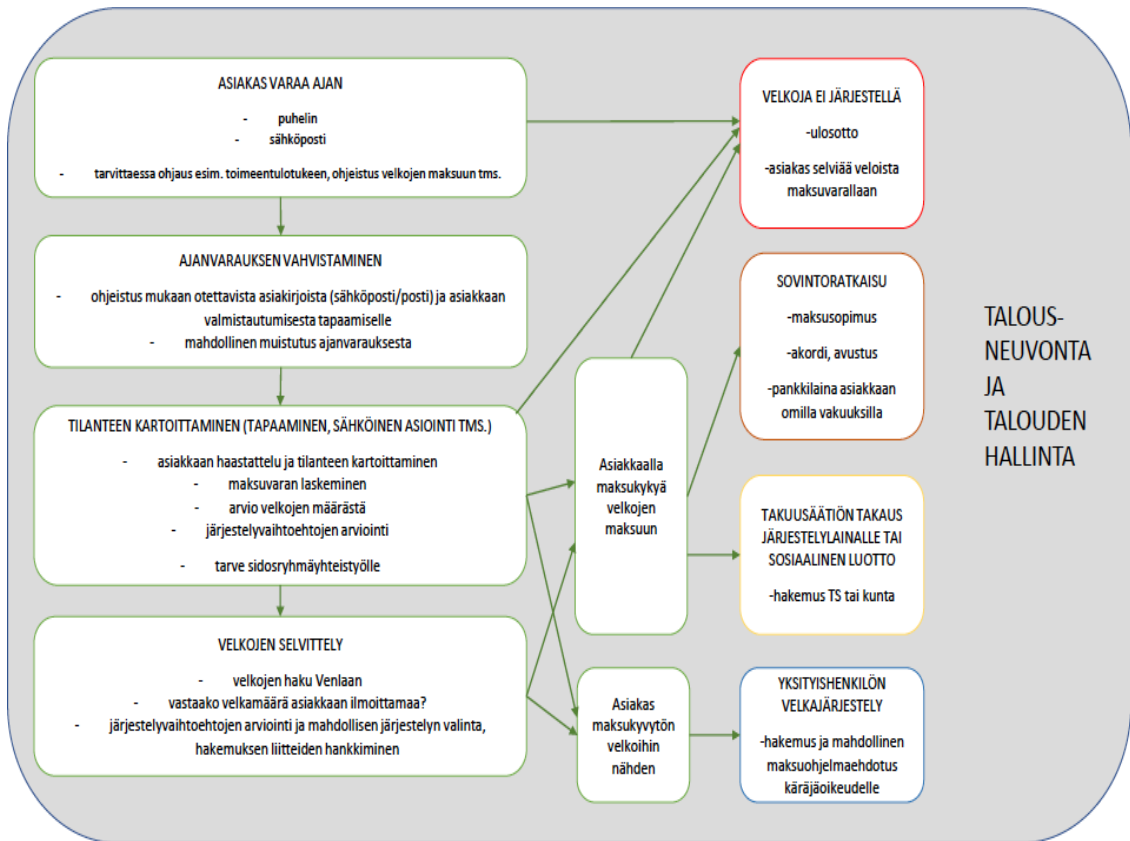 ASIAKAS VARAA AJAN
- puhelin
- sähköposti
- tarvittaessa ohjaus esim. toimeentulotukeen, ohjeistus velkojen maksuun tms.
AJANVARAUKSEN VAHVISTAMINEN
- ohjeistus mukaan otettavista asiakirjoista (sähköposti/posti) ja asiakkaan
valmistautumisesta tapaamiselle
- mahdollinen muistutus ajanvarauksesta
TILANTEEN KARTOITTAMINEN (TAPAAMINEN, SÄHKÖINEN ASIOINTI TMS.)
- asiakkaan haastattelu ja tilanteen kartoittaminen
- maksuvaran laskeminen
- arvio velkojen määrästä
- järjestelyvaihtoehtojen arviointi
- tarve sidosryhmäyhteistyölle
VELKOJEN SELVITTELY
- velkojen haku Venlaan
- vastaako velkamäärä asiakkaan ilmoittamaa?
- järjestelyvaihtoehtojen arviointi ja mahdollisen järjestelyn valinta,
hakemuksen liitteiden hankkiminen
Asiakkaalla
maksukykyä
velkojen
maksuun
Asiakas
maksukyvytön
velkoihin
nähden
VELKOJA EI JÄRJESTELLÄ
-ulosotto
-asiakas selviää veloista
maksuvarallaan
SOVINTORATKAISU
-maksusopimus
-akordi, avustus
-pankkilaina asiakkaan
omilla vakuuksilla
TAKUUSÄÄTIÖN TAKAUS
JÄRJESTELYLAINALLE TAI
SOSIAALINEN LUOTTO
-hakemus TS tai kunta
YKSITYISHENKILÖN
VELKAJÄRJESTELY
-hakemus ja mahdollinen
maksuohjelmaehdotus
käräjäoikeudelle
TALOUS-
NEUVONTA
JA
TALOUDEN
HALLINTA